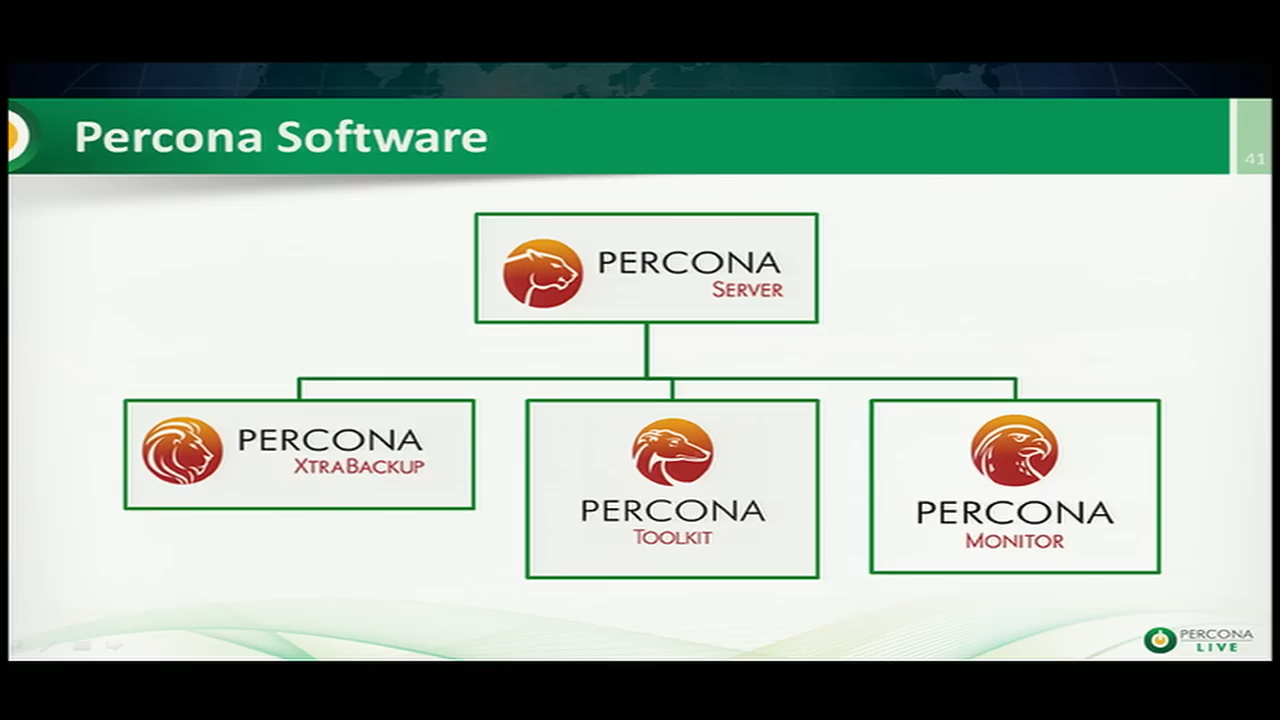 Percona Software
41
PERCONA
SERVER
PERCONA
XTRABACKUP
PERCONA
TOOLKIT
PERCONA
MONITOR
PERCONA
LIVE